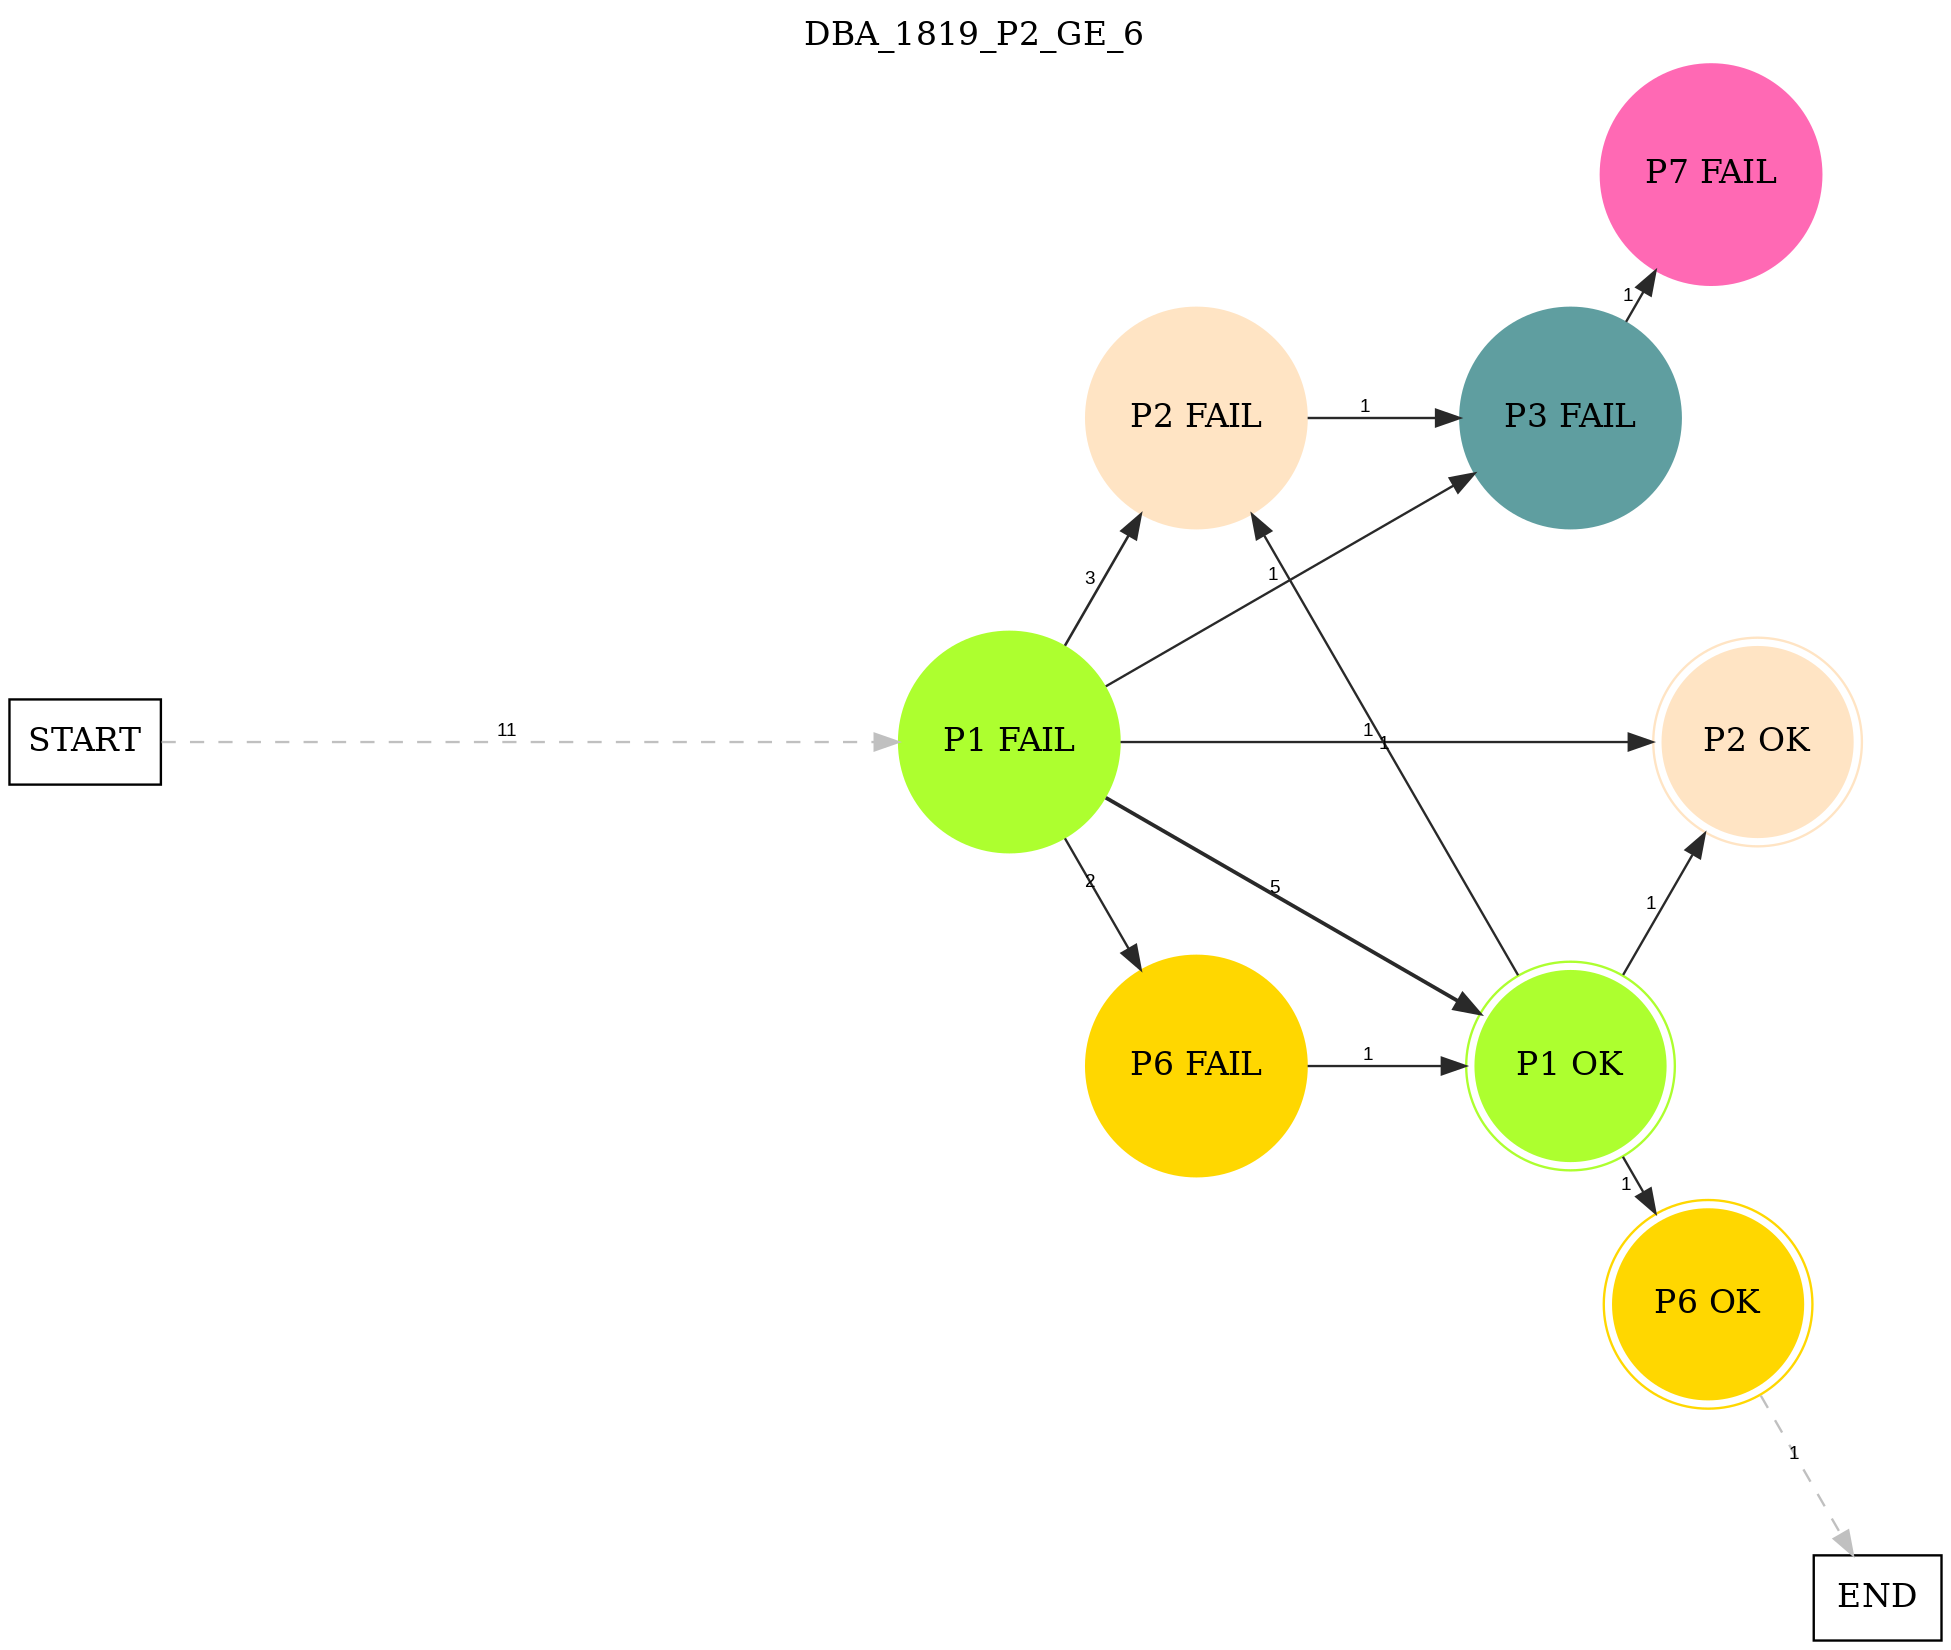 DBA_1819_P2_GE_6
P7 FAIL
1
P2 FAIL
1
P3 FAIL
3
1
START
11
P1 FAIL
1
1
P2 OK
2
5
1
P6 FAIL
1
P1 OK
1
P6 OK
1
END